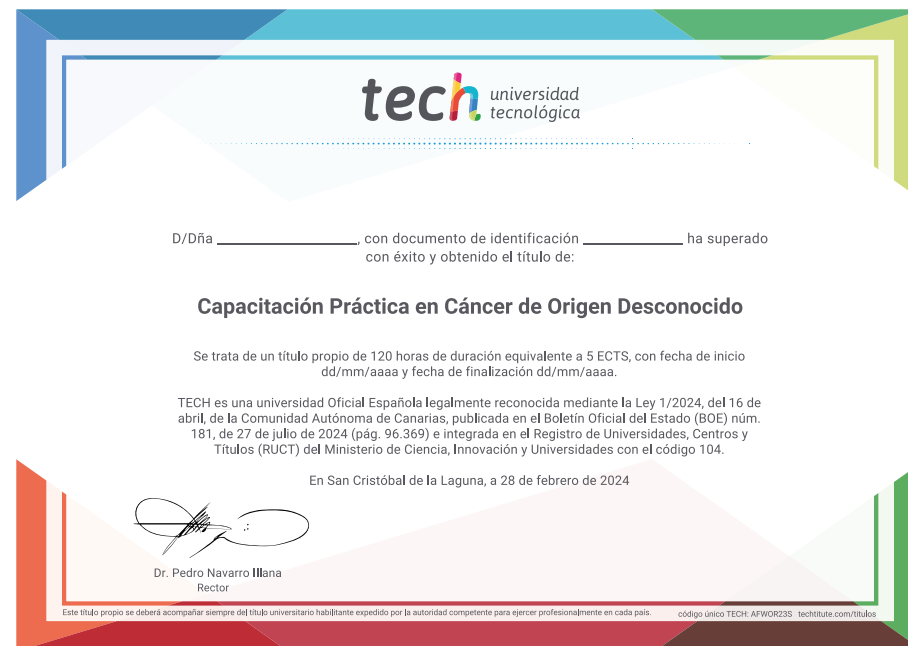 tech universidad
tecnológica
D/Dña ____________________, con documento de identificación ______________ ha superado
con éxito y obtenido el título de:
Capacitación Práctica en Cáncer de Origen Desconocido
Se trata de un título propio de 120 horas de duración equivalente a 5 ECTS, con fecha de inicio
dd/mm/aaaa y fecha de finalización dd/mm/aaaa.
TECH es una universidad Oficial Española legalmente reconocida mediante la Ley 1/2024, del 16 de
abril, de la Comunidad Autónoma de Canarias, publicada en el Boletín Oficial del Estado (BOE) núm.
181, de 27 de julio de 2024 (pág. 96.369) e integrada en el Registro de Universidades, Centros y
Títulos (RUCT) del Ministerio de Ciencia, Innovación y Universidades con el código 104.
En San Cristóbal de la Laguna, a 28 de febrero de 2024
Dr. Pedro Navarro Illana
Rector
Este título propio se deberá acompañar siempre del título universitario habilitante expedido por la autoridad competente para ejercer profesionalmente en cada país.
código único TECH: AFWOR23S techtitute.com/titulos